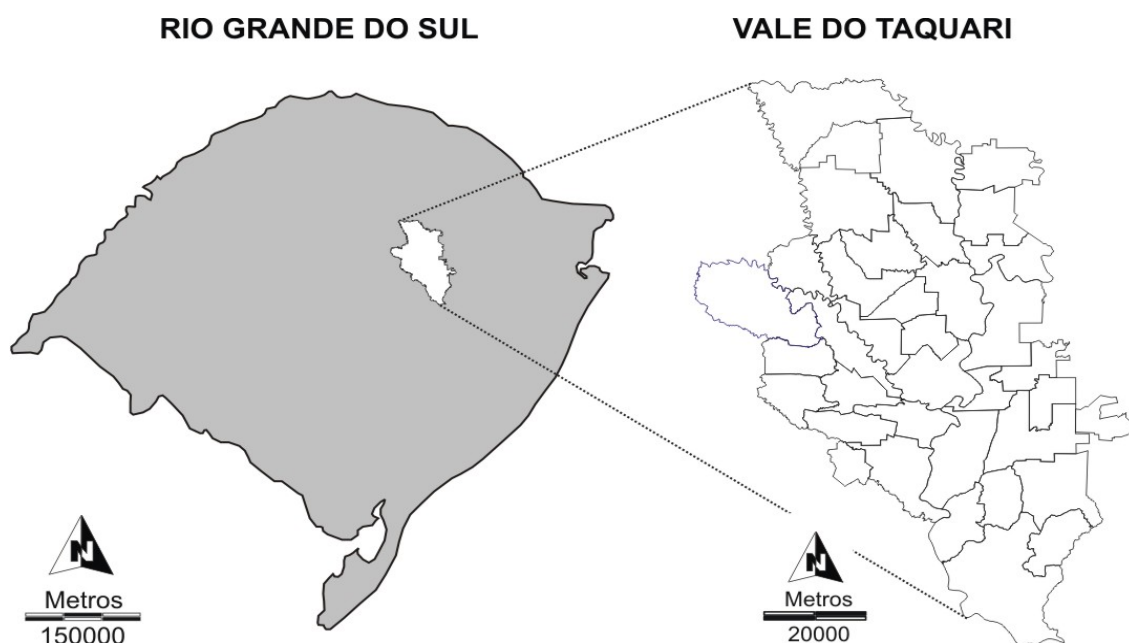 RIO GRANDE DO SUL
VALE DO TAQUARI
N
Metros
150000
N
Metros
20000